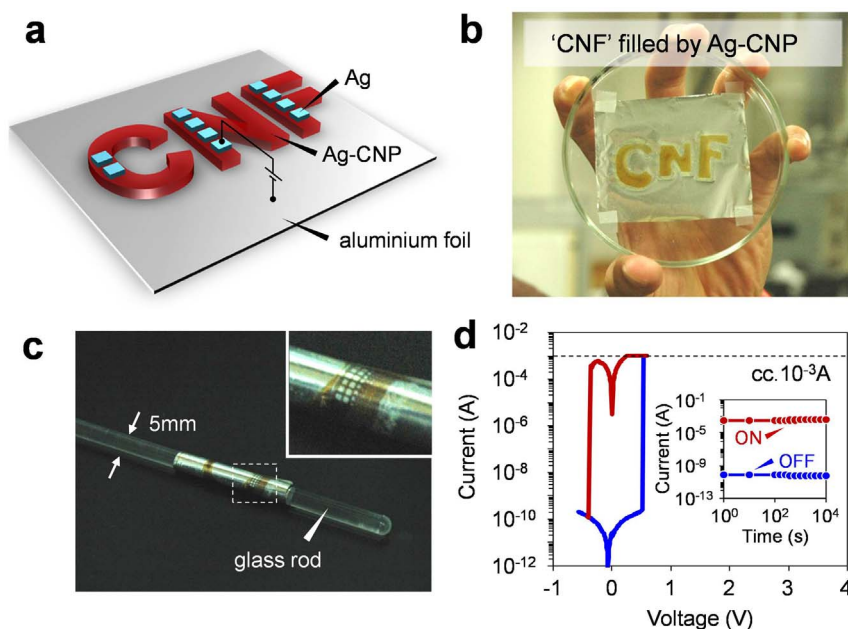 a
Ag
Ag-CNP
aluminium foil
b
'CNF' filled by Ag-CNP
CNF
c
5mm
glass rod
d
Current (A)
10⁻²
10⁻⁴
10⁻⁶
10⁻⁸
10⁻¹⁰
10⁻¹²
-1 0 1 2 3 4
Voltage (V)
cc.10⁻³A
Current (A)
10⁻¹
10⁻⁵
10⁻⁹
10⁻¹³
ON
OFF
10⁰ 10² 10⁴
Time (s)